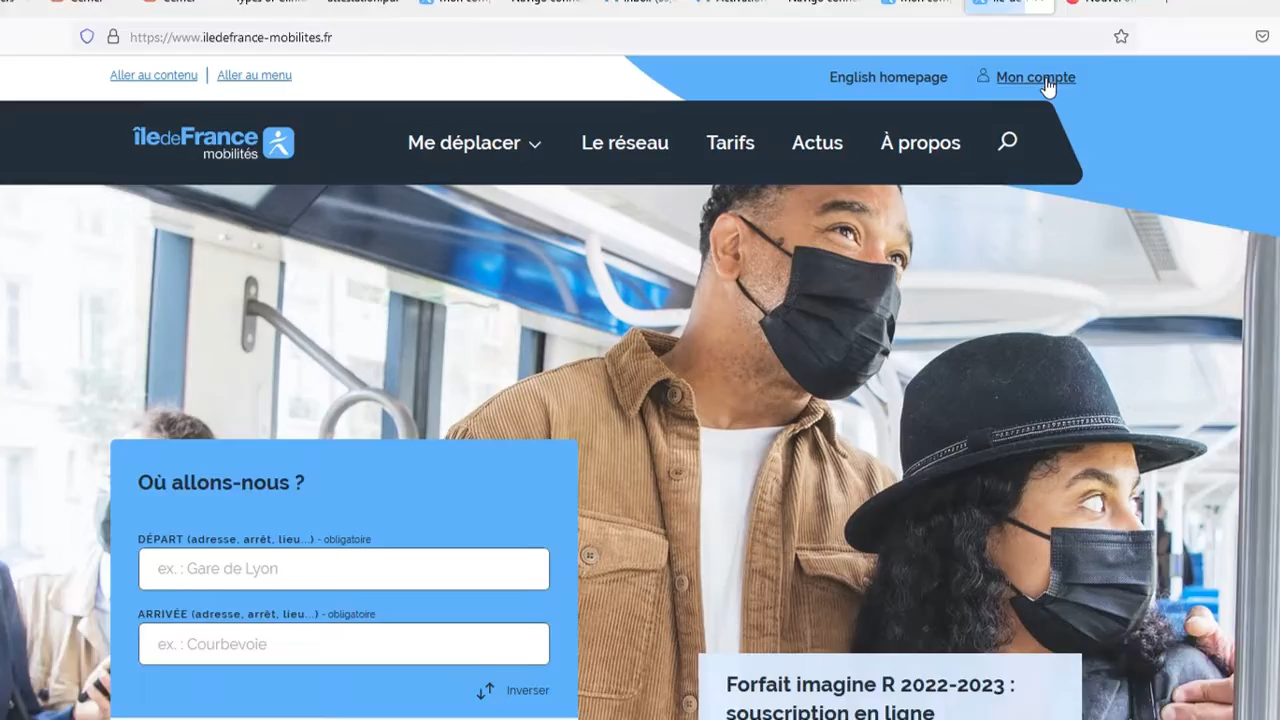 https://www.iledefrance-mobilites.fr
Aller au contenu
Aller au menu
English homepage
Mon compte
îledeFrance
mobilités
Me déplacer
Le réseau
Tarifs
Actus
À propos
Où allons-nous ?
DÉPART (adresse, arrêt, lieu...) - obligatoire
ex. : Gare de Lyon
ARRIVÉE (adresse, arrêt, lieu...) - obligatoire
ex. : Courbevoie
Inverser
Forfait imagine R 2022-2023 :
souscription en ligne